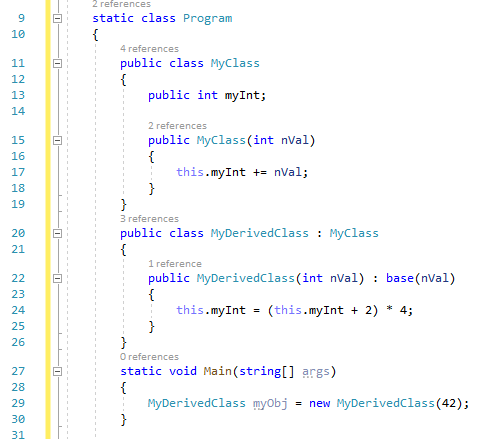 2 references
9 static class Program
10 {
4 references
11 public class MyClass
12 {
13 public int myInt;
14
2 references
15 public MyClass(int nVal)
16 {
17 this.myInt += nVal;
18 }
19 }
3 references
20 public class MyDerivedClass : MyClass
21 {
1 reference
22 public MyDerivedClass(int nVal) : base(nVal)
23 {
24 this.myInt = (this.myInt + 2) * 4;
25 }
26 }
0 references
27 static void Main(string[] args)
28 {
29 MyDerivedClass myObj = new MyDerivedClass(42);
30 }
31